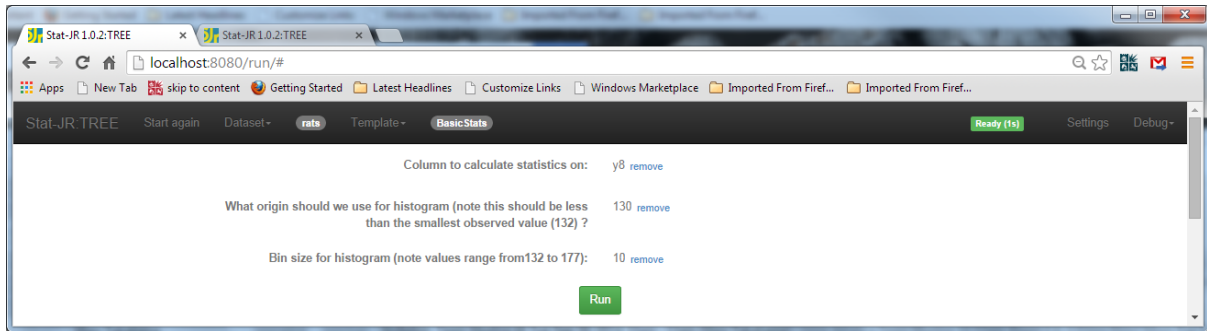 Stat-JR 1.0.2:TREE
Stat-JR 1.0.2:TREE
localhost:8080/run/#
Apps New Tab skip to content Getting Started Latest Headlines Customize Links Windows Marketplace Imported From Firef... Imported From Firef...
Stat-JR:TREE Start again Dataset rats Template BasicStats Ready (1s) Settings Debug
Column to calculate statistics on: y8 remove
What origin should we use for histogram (note this should be less
than the smallest observed value (132) ? 130 remove
Bin size for histogram (note values range from132 to 177): 10 remove
Run